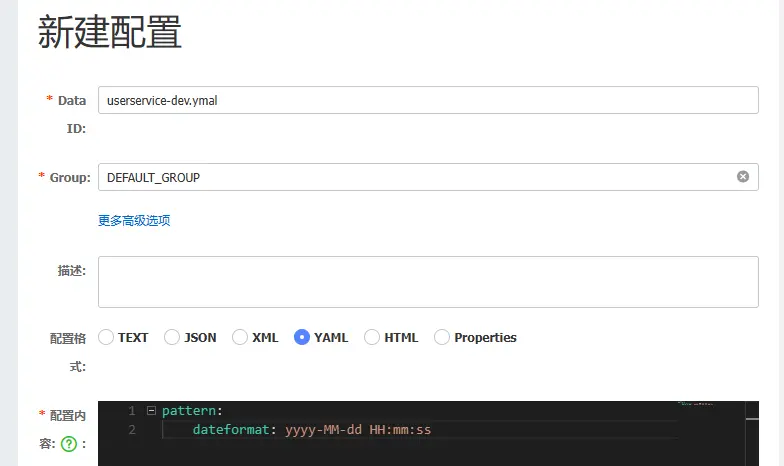 新建配置
* Data ID:
userservice-dev.ymal
* Group:
DEFAULT_GROUP
更多高级选项
描述:
配置格式:
TEXT JSON XML YAML HTML Properties
* 配置内容: ? :
1 pattern:
2 dateformat: yyyy-MM-dd HH:mm:ss